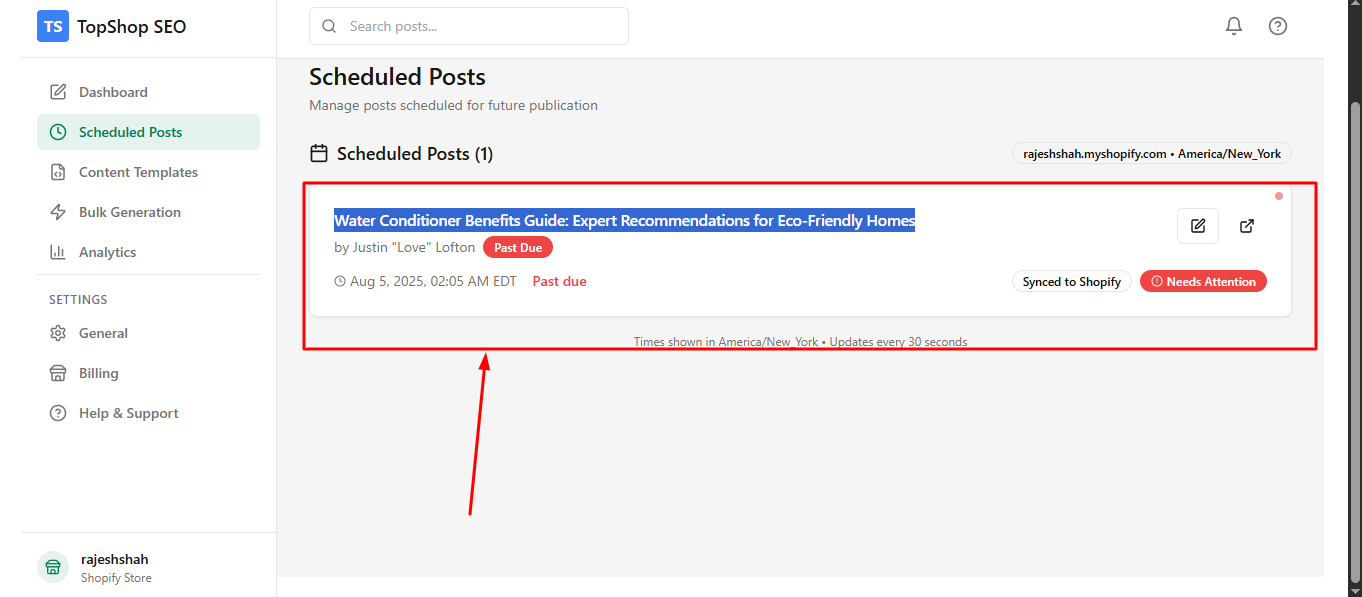 TS TopShop SEO
Search posts...
Dashboard
Scheduled Posts
Content Templates
Bulk Generation
Analytics
SETTINGS
General
Billing
Help & Support
rajeshshah
Shopify Store
Scheduled Posts
Manage posts scheduled for future publication
Scheduled Posts (1)
rajeshshah.myshopify.com • America/New_York
Water Conditioner Benefits Guide: Expert Recommendations for Eco-Friendly Homes
by Justin "Love" Lofton Past Due
Aug 5, 2025, 02:05 AM EDT Past due
Synced to Shopify Needs Attention
Times shown in America/New_York • Updates every 30 seconds